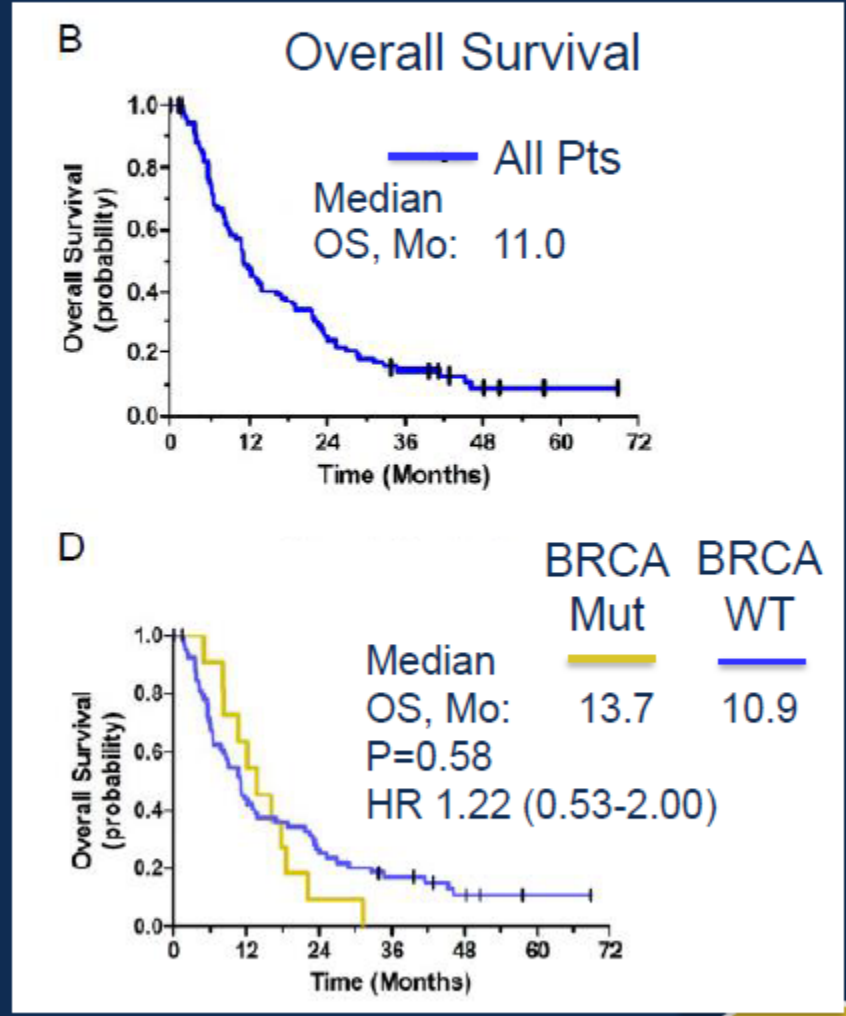 B
Overall Survival
All Pts
Median
OS, Mo: 11.0
Overall Survival
(probability)
1.0
0.8
0.6
0.4
0.2
0.0
0 12 24 36 48 60 72
Time (Months)
D
BRCA BRCA
Mut WT
Median
OS, Mo: 13.7 10.9
P=0.58
HR 1.22 (0.53-2.00)
Overall Survival
(probability)
1.0
0.8
0.6
0.4
0.2
0.0
0 12 24 36 48 60 72
Time (Months)